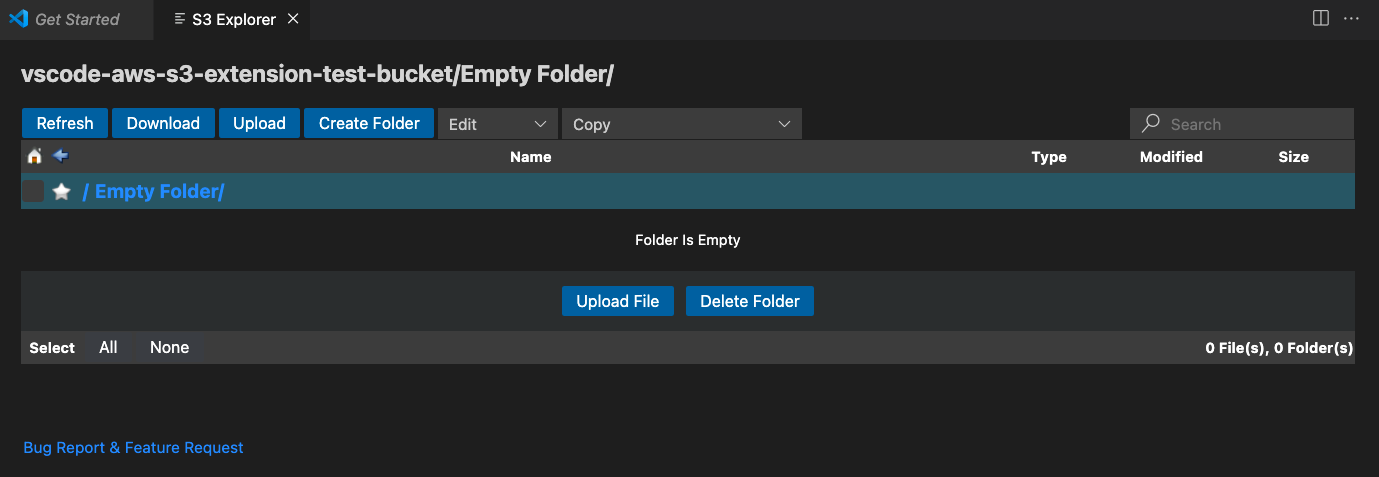 Get Started S3 Explorer
vscode-aws-s3-extension-test-bucket/Empty Folder/
Refresh Download Upload Create Folder Edit Copy Search
Name Type Modified Size
/ Empty Folder/
Folder Is Empty
Upload File Delete Folder
Select All None 0 File(s), 0 Folder(s)
Bug Report & Feature Request